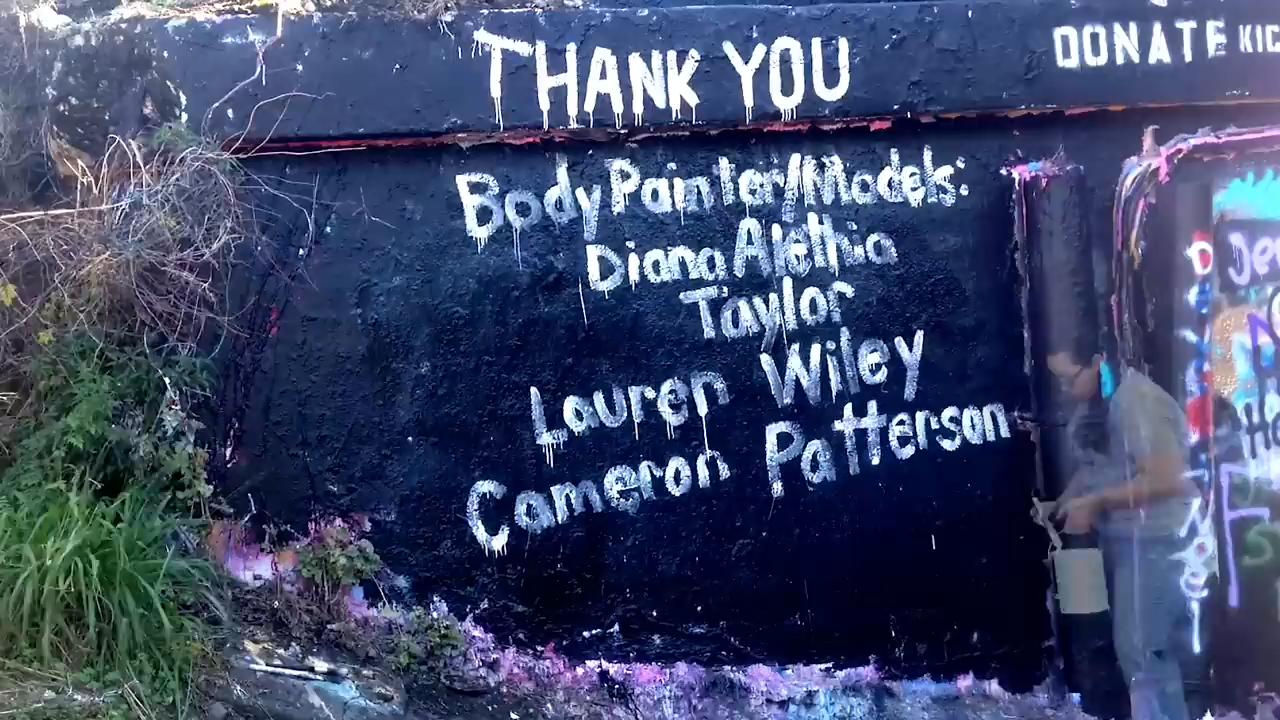 THANK YOU
DONATE KIC
Body Painter/Models:
Diana Alethia
Taylor
Lauren Wiley
Cameron Patterson